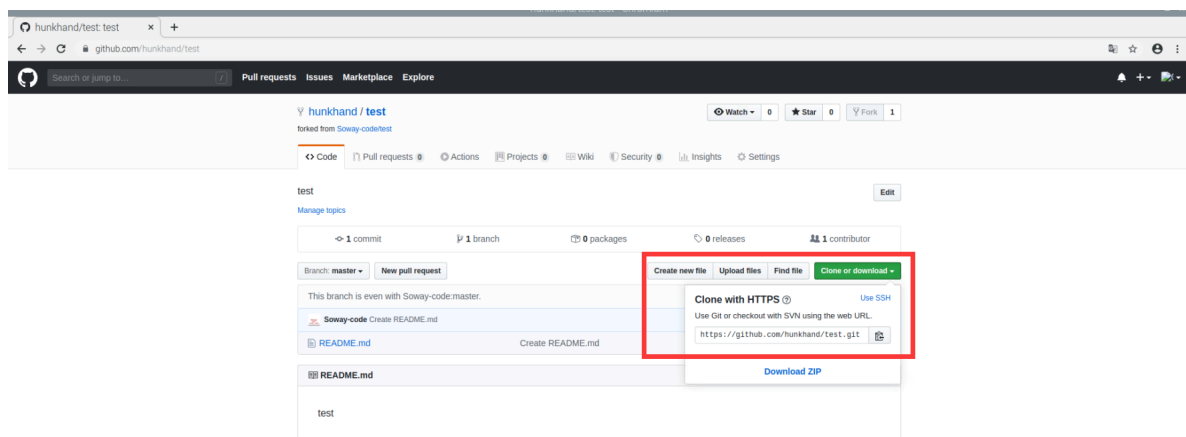 hunkhand/test: test
github.com/hunkhand/test
Search or jump to... /
Pull requests Issues Marketplace Explore
hunkhand / test
forked from Soway-code/test
Watch 0 Star 0 Fork 1
Code Pull requests 0 Actions Projects 0 Wiki Security 0 Insights Settings
test
Edit
Manage topics
1 commit 1 branch 0 packages 0 releases 1 contributor
Branch: master New pull request Create new file Upload files Find file Clone or download
This branch is even with Soway-code:master.
Soway-code Create README.md
README.md Create README.md
Clone with HTTPS Use SSH
Use Git or checkout with SVN using the web URL.
https://github.com/hunkhand/test.git
Download ZIP
README.md
test